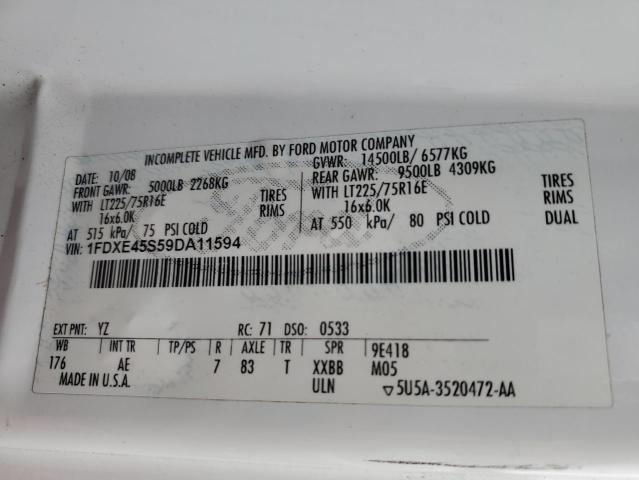 INCOMPLETE VEHICLE MFD. BY FORD MOTOR COMPANY
DATE: 10/08 GVWR: 14500LB/ 6577KG
FRONT GAWR: 5000LB 2268KG REAR GAWR: 9500LB 4309KG
WITH LT225/75R16E TIRES WITH LT225/75R16E TIRES
16x6.0K RIMS 16x6.0K RIMS
AT 515 kPa/ 75 PSI COLD AT 550 kPa/ 80 PSI COLD DUAL
VIN: 1FDXE45S59DA11594
EXT PNT: YZ RC: 71 DSO: 0533
WB INT TR TP/PS R AXLE TR SPR 9E418
176 AE 7 83 T XXBB M05
MADE IN U.S.A. ULN ▽5U5A-3520472-AA